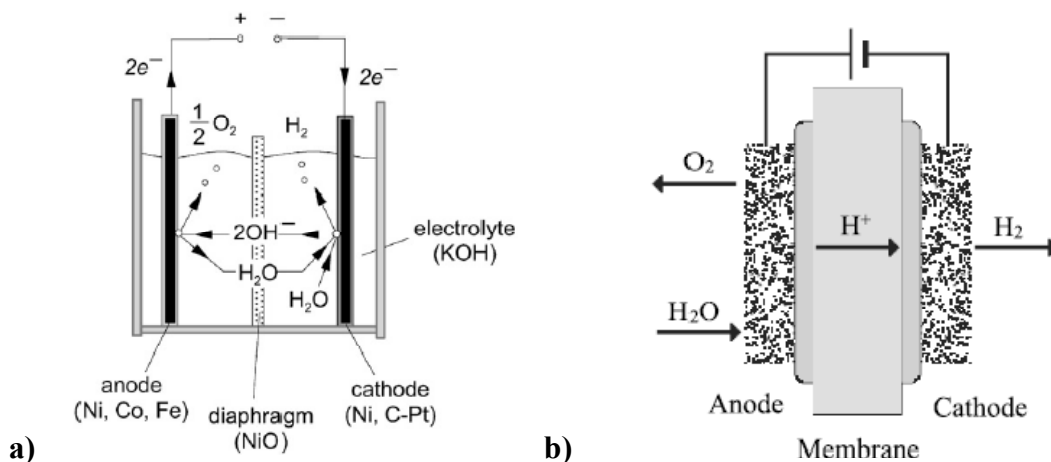 + −
2e−
2e−
1/2 O2
H2
2OH−
H2O
H2O
electrolyte
(KOH)
anode
(Ni, Co, Fe)
diaphragm
(NiO)
cathode
(Ni, C-Pt)
a)
O2
H+
H2
H2O
Anode
Cathode
Membrane
b)